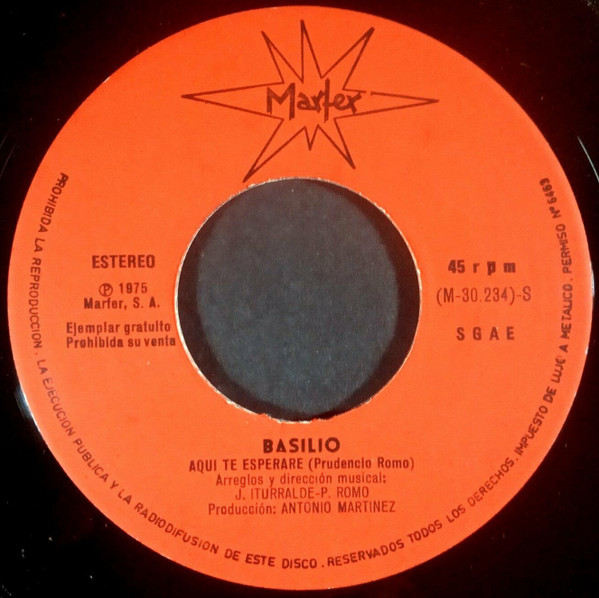 Marfer
ESTEREO
Ⓟ 1975
Marfer, S. A.
Ejemplar gratuito
Prohibida su venta
45 r p m
(M-30.234)-S
S G A E
BASILIO
AQUI TE ESPERARE (Prudencio Romo)
Arreglos y dirección musical:
J. ITURRALDE-P. ROMO
Producción: ANTONIO MARTINEZ
PROHIBIDA LA REPRODUCCION. LA EJECUCION PUBLICA Y LA RADIODIFUSION DE ESTE DISCO. RESERVADOS TODOS LOS DERECHOS. IMPUESTO DE LUJO A METALICO. PERMISO Nº 5463